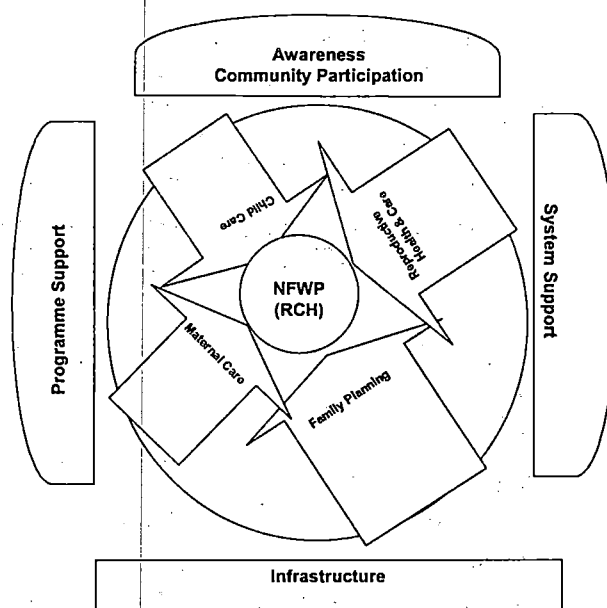 Awareness
Community Participation
Programme Support
Child Care
Reproductive
Health & Care
System Support
NFWP
(RCH)
Maternal Care
Family Planning
Infrastructure